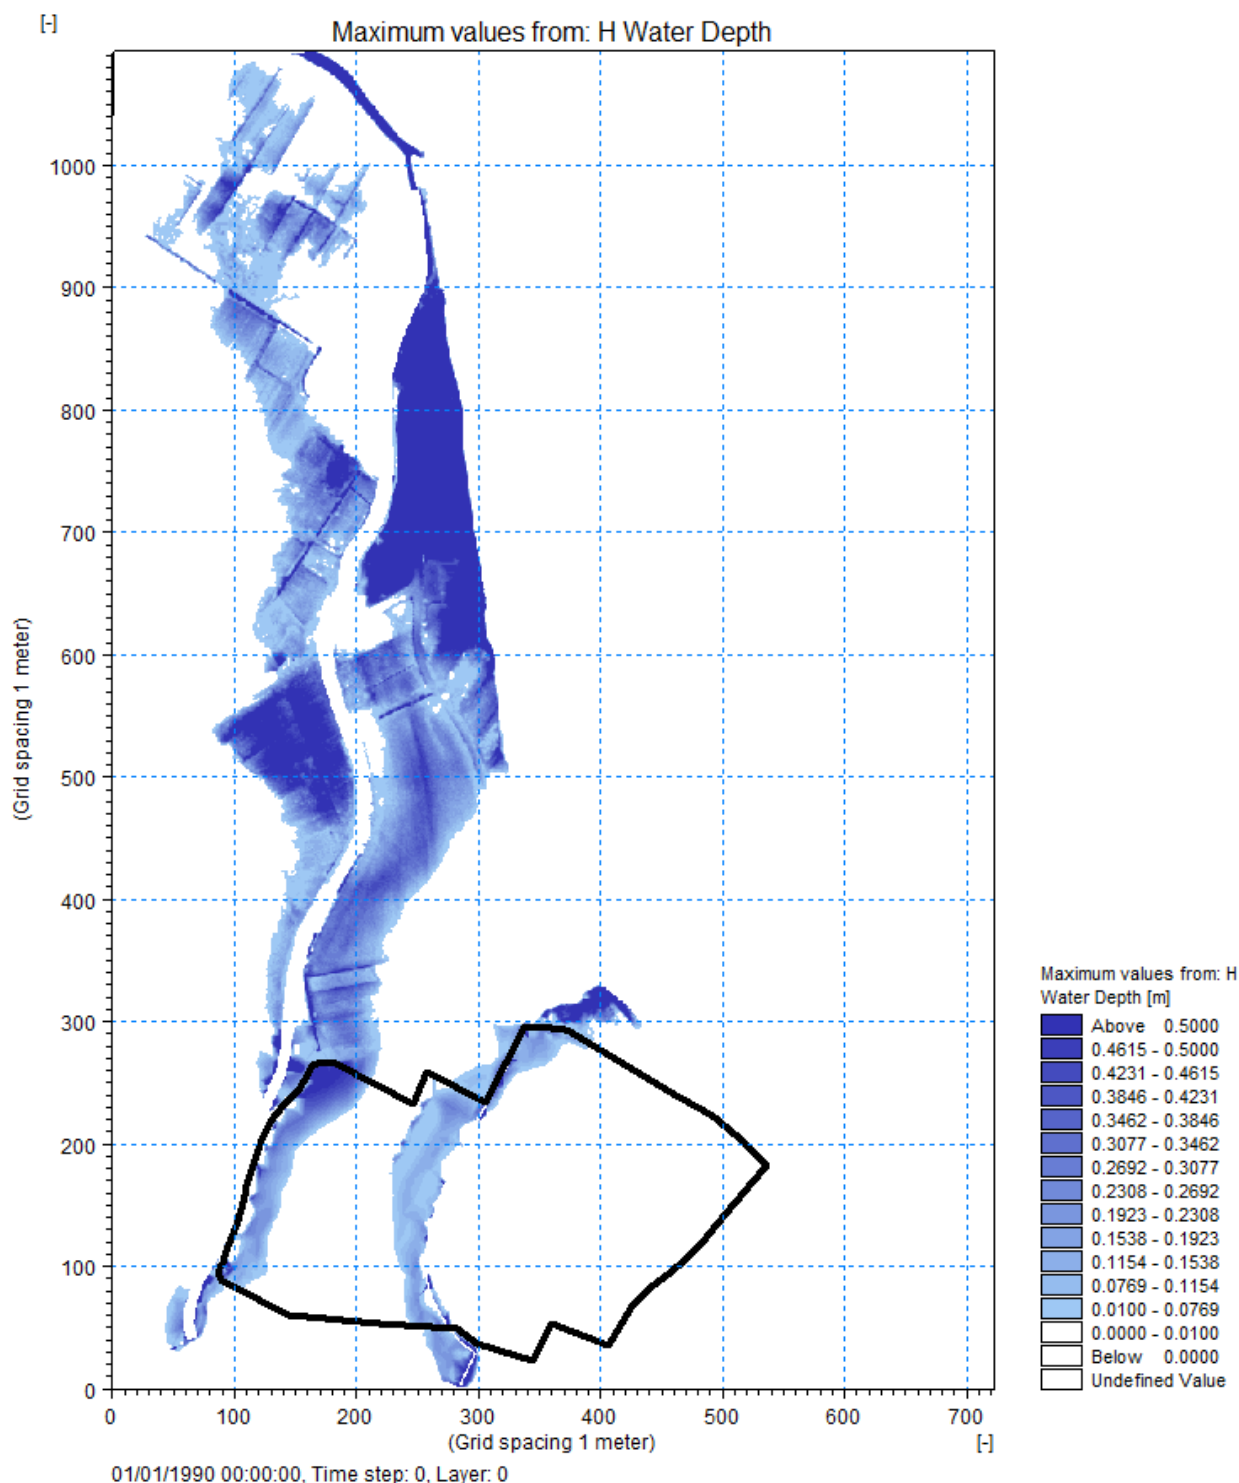 [-]
Maximum values from: H Water Depth
1000
900
800
700
600
500
400
300
200
100
0
(Grid spacing 1 meter)
0 100 200 300 400 500 600 700
(Grid spacing 1 meter) [-]
01/01/1990 00:00:00, Time step: 0, Layer: 0
Maximum values from: H
Water Depth [m]
Above 0.5000
0.4615 - 0.5000
0.4231 - 0.4615
0.3846 - 0.4231
0.3462 - 0.3846
0.3077 - 0.3462
0.2692 - 0.3077
0.2308 - 0.2692
0.1923 - 0.2308
0.1538 - 0.1923
0.1154 - 0.1538
0.0769 - 0.1154
0.0100 - 0.0769
0.0000 - 0.0100
Below 0.0000
Undefined Value